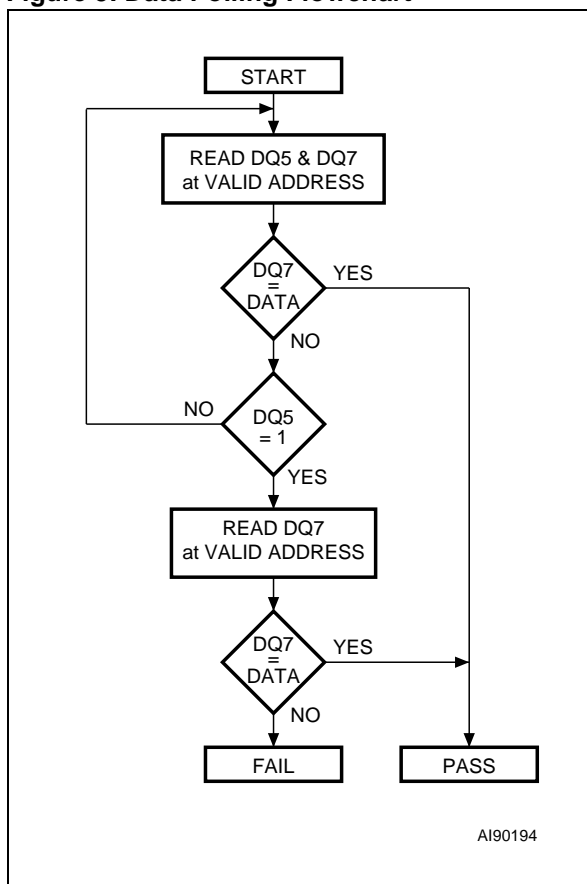 Figure Data Polling Flowchart
START
READ DQ5 & DQ7
at VALID ADDRESS
DQ7
=
DATA
YES
NO
NO
DQ5
= 1
YES
READ DQ7
at VALID ADDRESS
DQ7
=
DATA
YES
NO
FAIL
PASS
AI90194